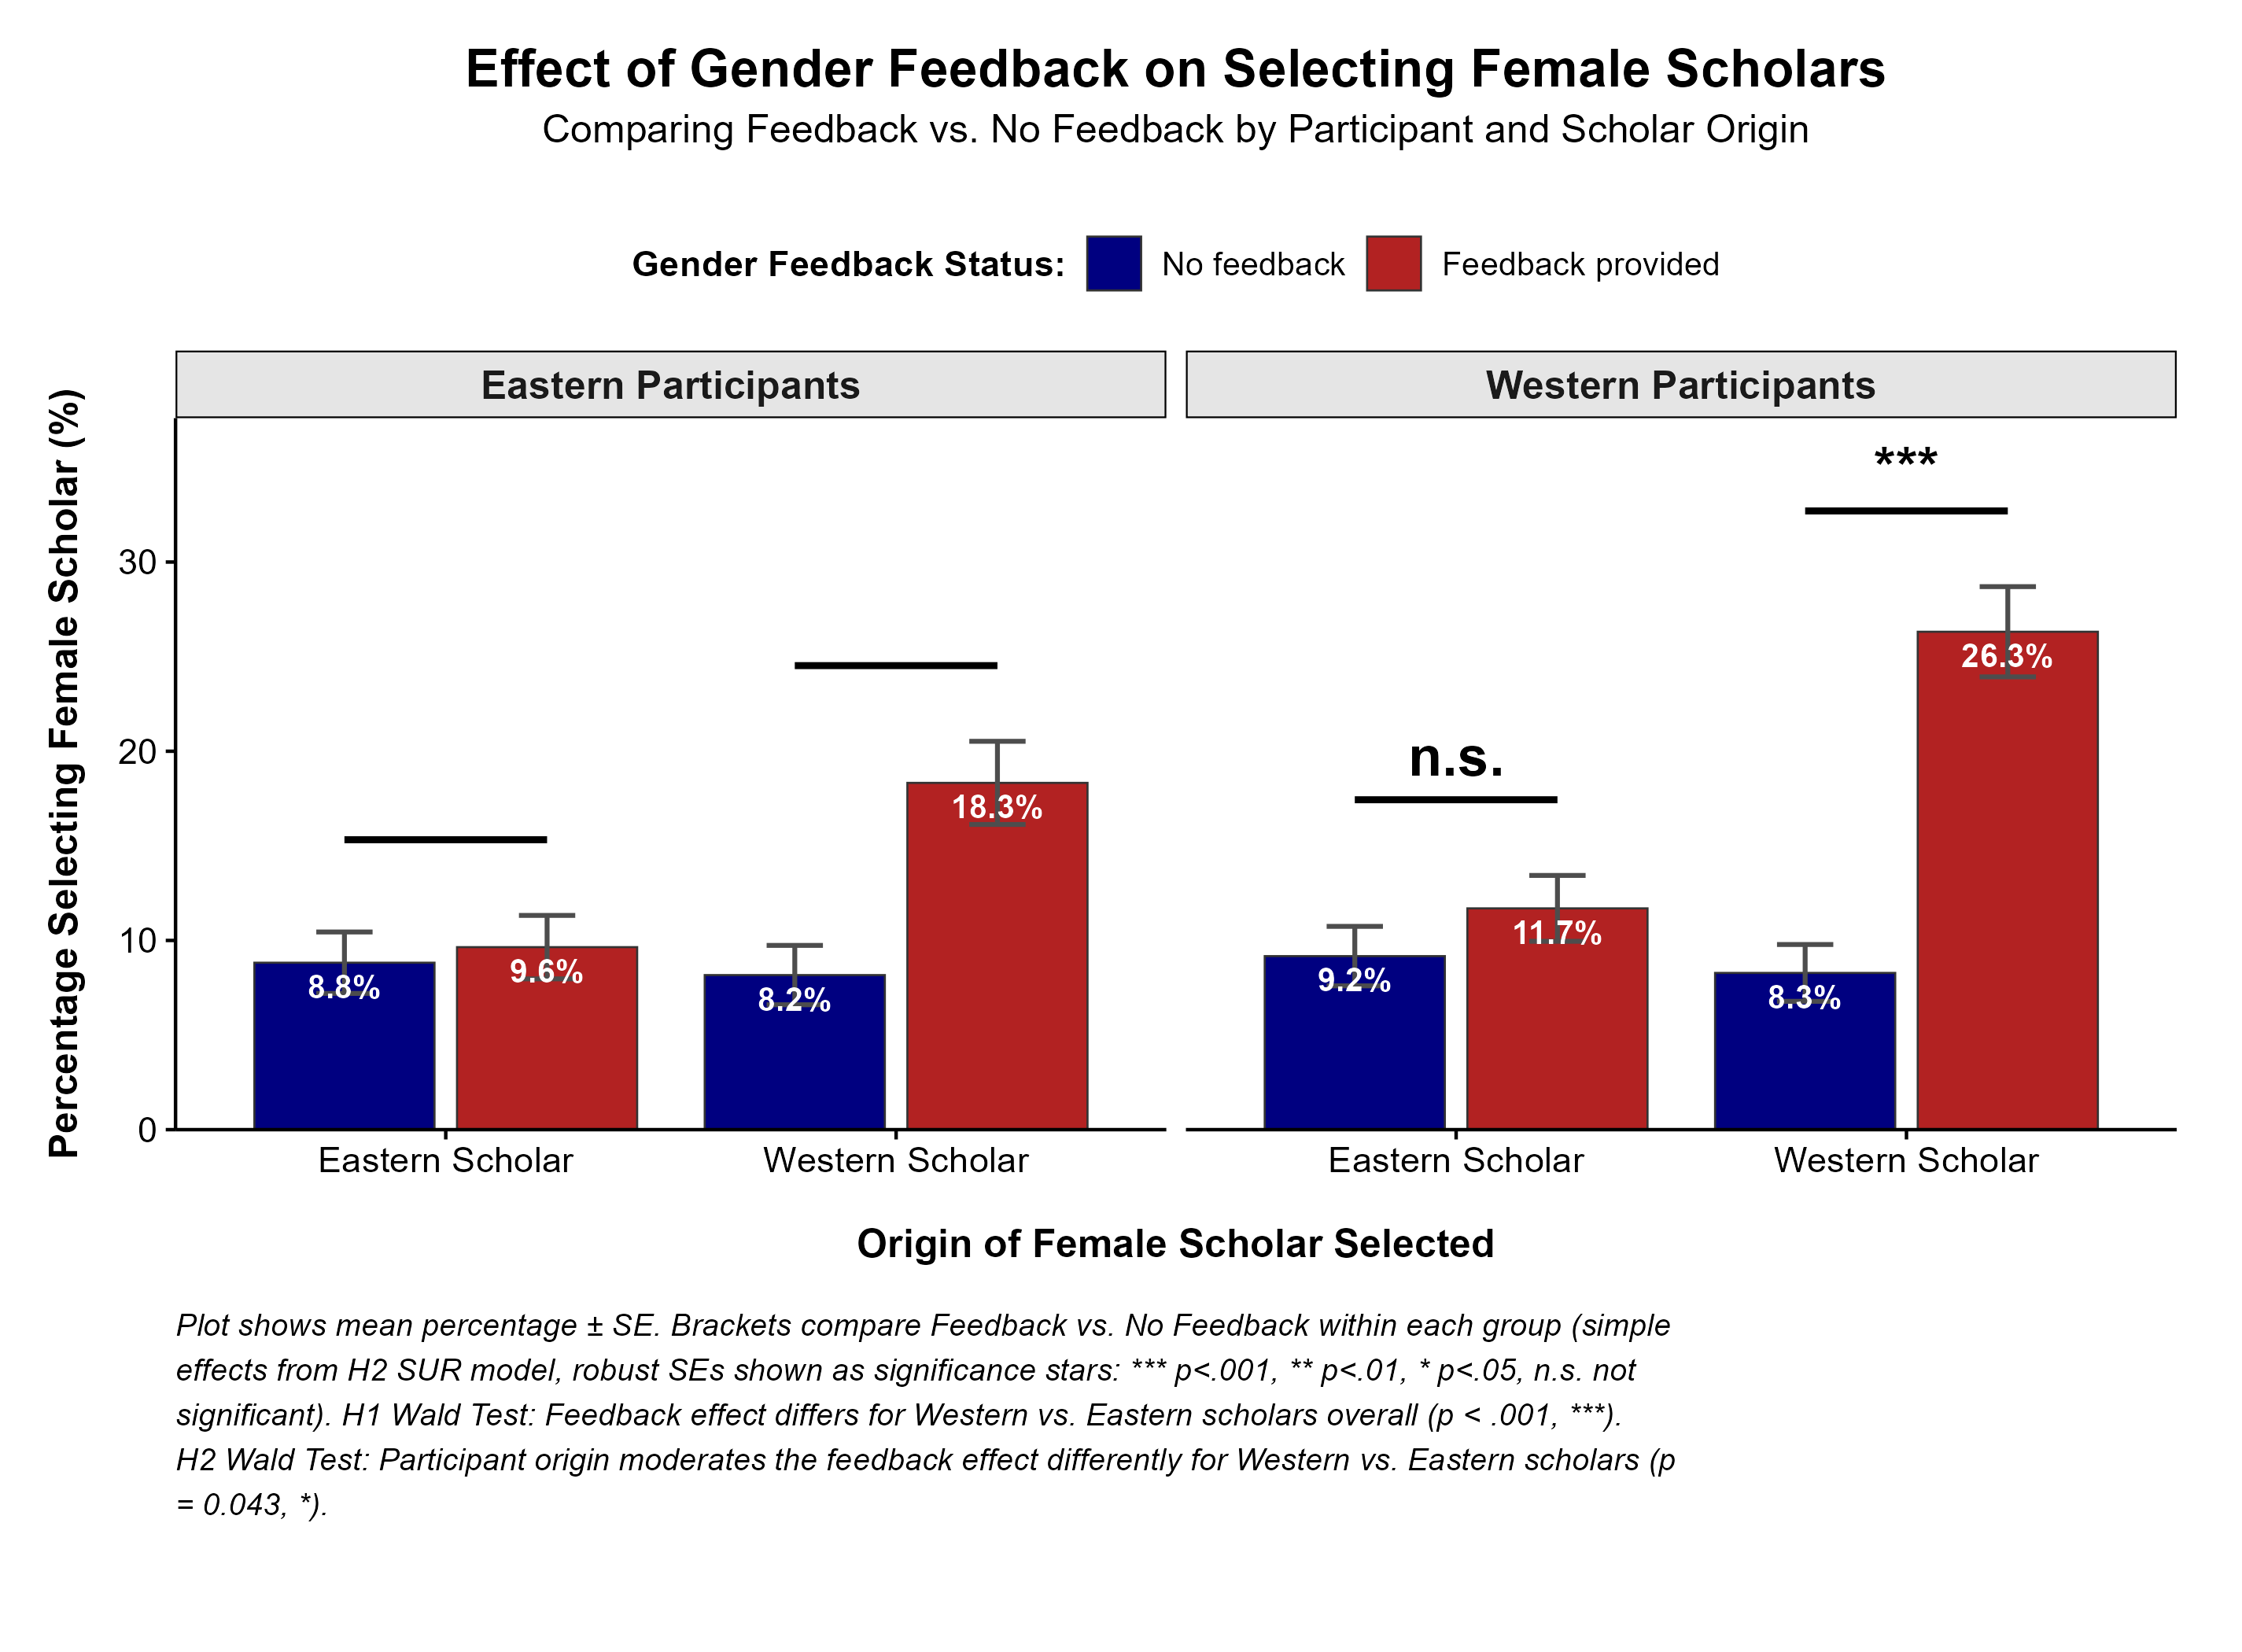 Effect of Gender Feedback on Selecting Female Scholars
Comparing Feedback vs. No Feedback by Participant and Scholar Origin
Gender Feedback Status: No feedback Feedback provided
Eastern Participants
Western Participants
Percentage Selecting Female Scholar (%)
30
20
10
0
8.8%
9.6%
8.2%
18.3%
n.s.
***
9.2%
11.7%
8.3%
26.3%
Eastern Scholar
Western Scholar
Eastern Scholar
Western Scholar
Origin of Female Scholar Selected
Plot shows mean percentage ± SE. Brackets compare Feedback vs. No Feedback within each group (simple
effects from H2 SUR model, robust SEs shown as significance stars: *** p<.001, ** p<.01, * p<.05, n.s. not
significant). H1 Wald Test: Feedback effect differs for Western vs. Eastern scholars overall (p < .001, ***).
H2 Wald Test: Participant origin moderates the feedback effect differently for Western vs. Eastern scholars (p
= 0.043, *).